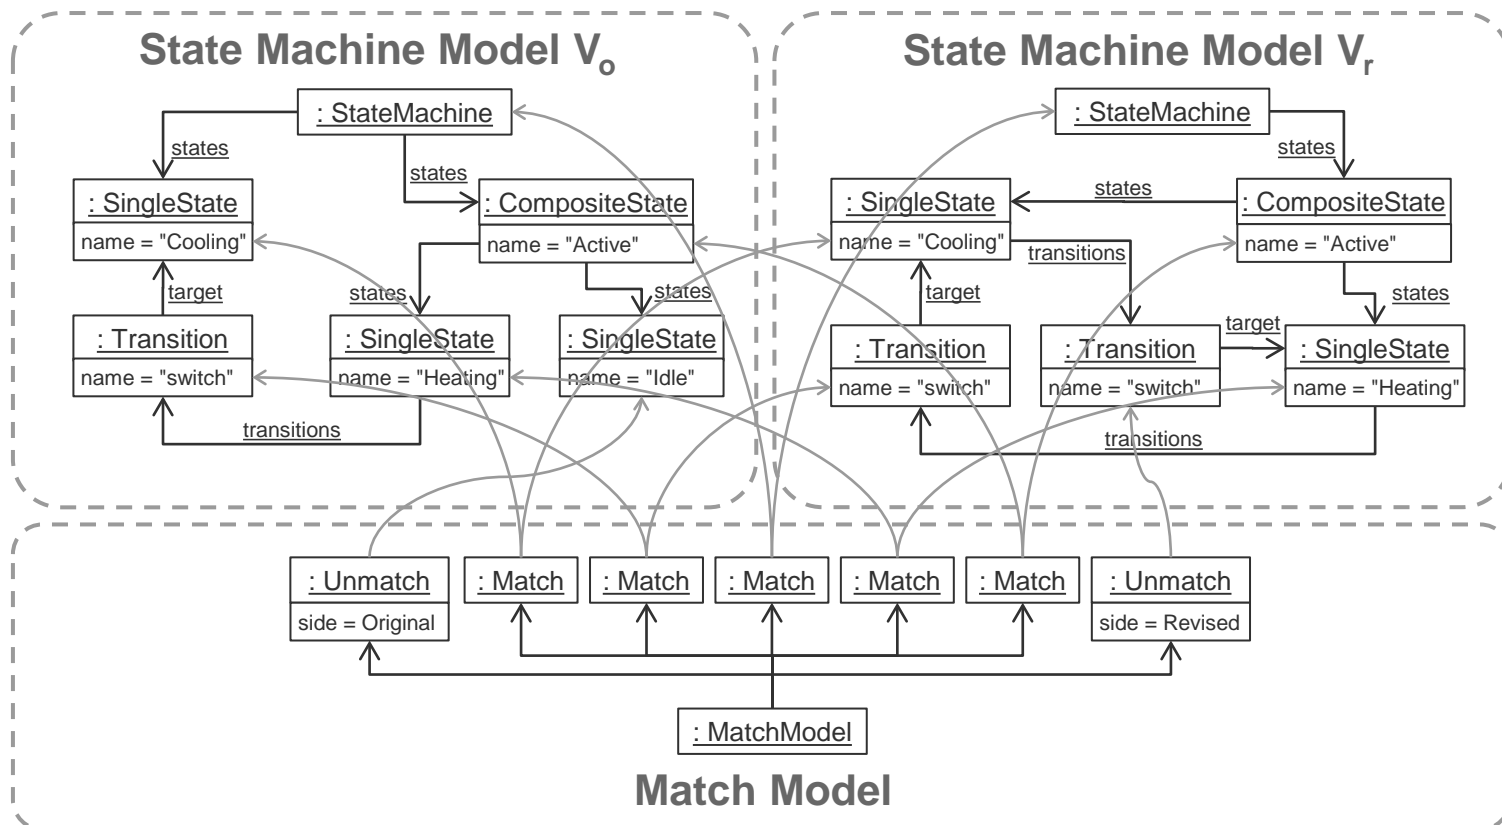 State Machine Model Vo
: StateMachine
states
states
: SingleState
name = "Cooling"
: CompositeState
name = "Active"
target
states
states
: Transition
name = "switch"
: SingleState
name = "Heating"
: SingleState
name = "Idle"
transitions
State Machine Model Vr
: StateMachine
states
: SingleState
name = "Cooling"
states
: CompositeState
name = "Active"
transitions
target
states
: Transition
name = "switch"
: Transition
name = "switch"
target
: SingleState
name = "Heating"
transitions
: Unmatch
side = Original
: Match
: Match
: Match
: Match
: Match
: Unmatch
side = Revised
: MatchModel
Match Model